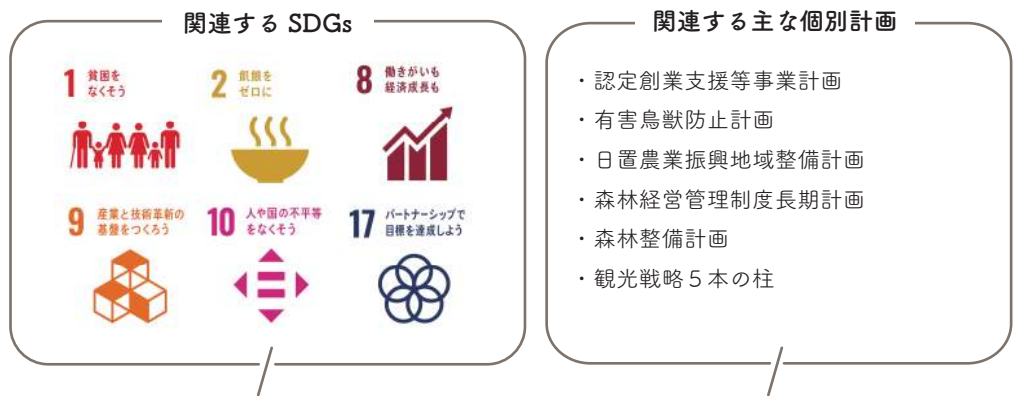 関連する SDGs
1 貧困を
なくそう
2 飢餓を
ゼロに
8 働きがいも
経済成長も
9 産業と技術革新の
基盤をつくろう
10 人や国の不平等
をなくそう
17 パートナーシップで
目標を達成しよう
関連する主な個別計画
・認定創業支援等事業計画
・有害鳥獣防止計画
・日置農業振興地域整備計画
・森林経営管理制度長期計画
・森林整備計画
・観光戦略５本の柱